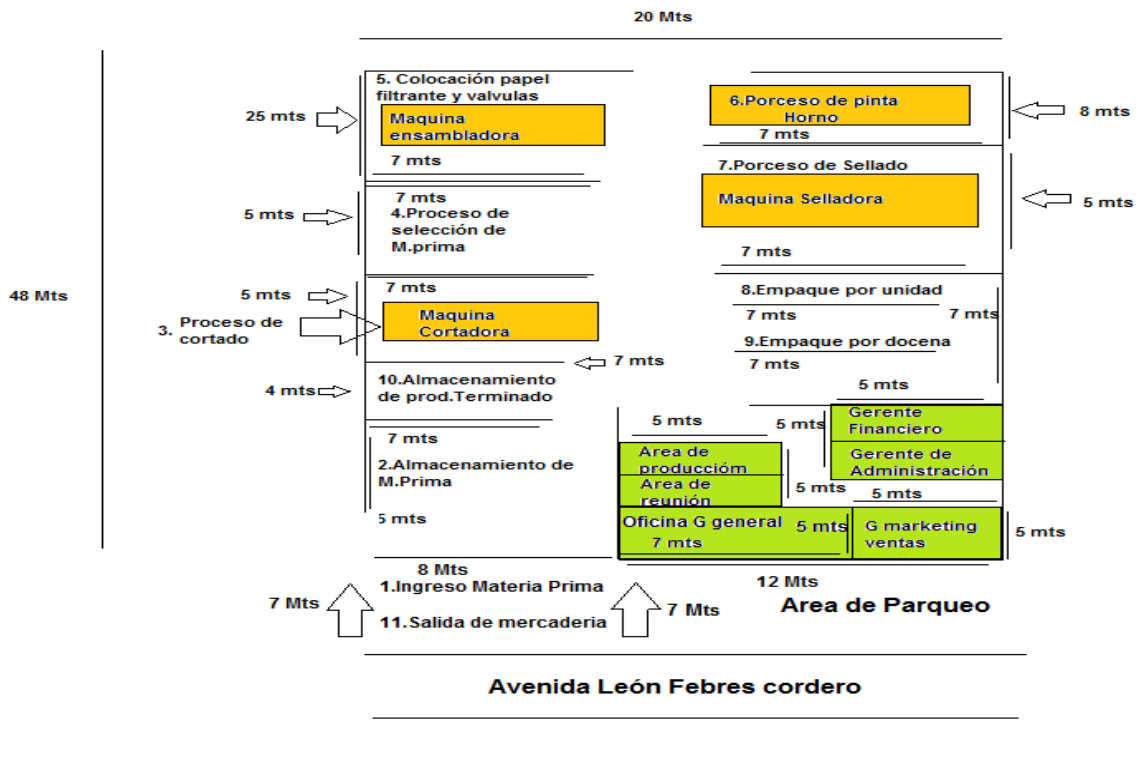 20 Mts
5. Colocación papel
filtrante y valvulas
Maquina
ensambladora
7 mts
25 mts
6.Porceso de pinta
Horno
7 mts
8 mts
7.Porceso de Sellado
Maquina Selladora
7 mts
5 mts
7 mts
4.Proceso de
selección de
M.prima
5 mts
48 Mts
7 mts
5 mts
Maquina
Cortadora
3. Proceso de
cortado
7 mts
8.Empaque por unidad
7 mts
7 mts
9.Empaque por docena
7 mts
10.Almacenamiento
de prod.Terminado
4 mts
5 mts
Gerente
Financiero
Gerente de
Administración
5 mts
5 mts
5 mts
Area de
produccióm
Area de
reunión
5 mts
7 mts
2.Almacenamiento de
M.Prima
5 mts
Oficina G general
7 mts
5 mts
G marketing
ventas
5 mts
8 Mts
12 Mts
1.Ingreso Materia Prima
7 Mts
7 Mts
Area de Parqueo
11.Salida de mercaderia
Avenida León Febres cordero